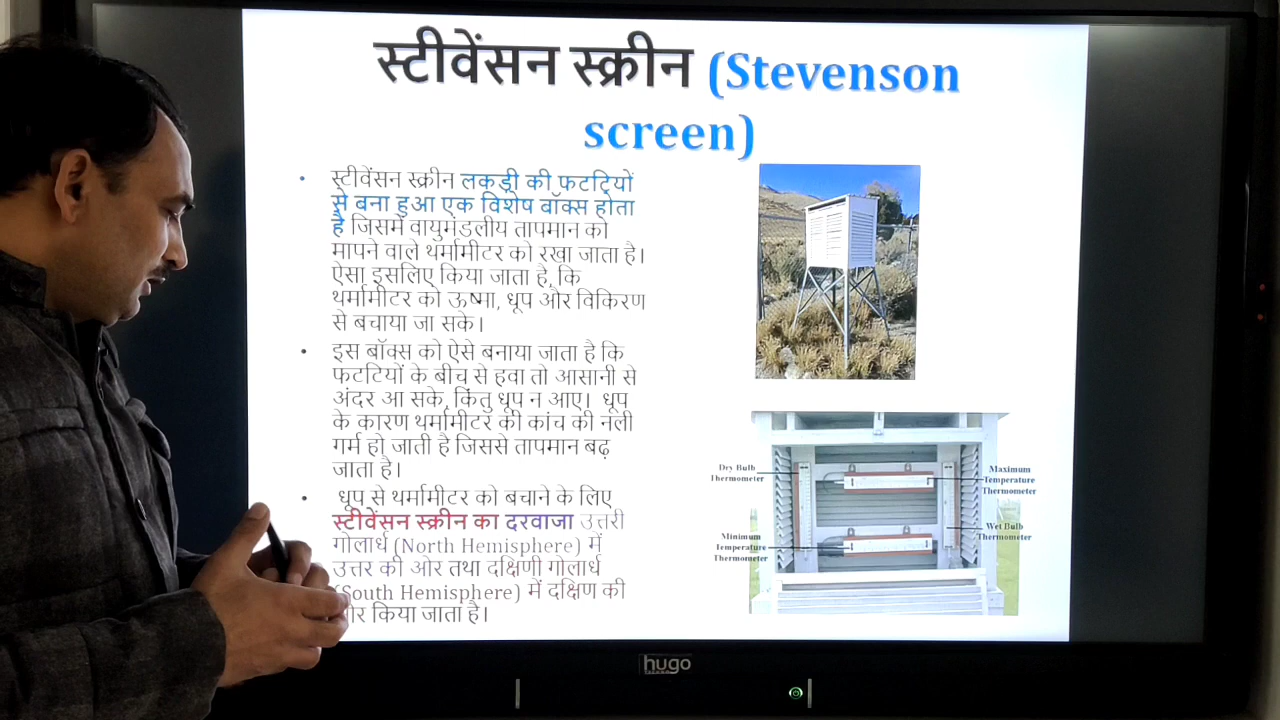 स्टीवेंसन स्क्रीन (Stevenson
screen)
• स्टीवेंसन स्क्रीन लकड़ी की फटटियों
से बना हुआ एक विशेष बॉक्स होता
है जिसमें वायुमंडलीय तापमान को
मापने वाले थर्मामीटर को रखा जाता है।
ऐसा इसलिए किया जाता है, कि
थर्मामीटर को ऊष्मा, धूप और विकिरण
से बचाया जा सके।
• इस बॉक्स को ऐसे बनाया जाता है कि
फटटियों के बीच से हवा तो आसानी से
अंदर आ सके, किंतु धूप न आए। धूप
के कारण थर्मामीटर की कांच की नली
गर्म हो जाती है जिससे तापमान बढ़
जाता है।
• धूप से थर्मामीटर को बचाने के लिए
स्टीवेंसन स्क्रीन का दरवाजा उत्तरी
गोलार्ध (North Hemisphere) में
उत्तर की ओर तथा दक्षिणी गोलार्ध
(South Hemisphere) में दक्षिण की
ओर किया जाता है।
Dry Bulb
Thermometer
Minimum
Temperature
Thermometer
Maximum
Temperature
Thermometer
Wet Bulb
Thermometer
hugo